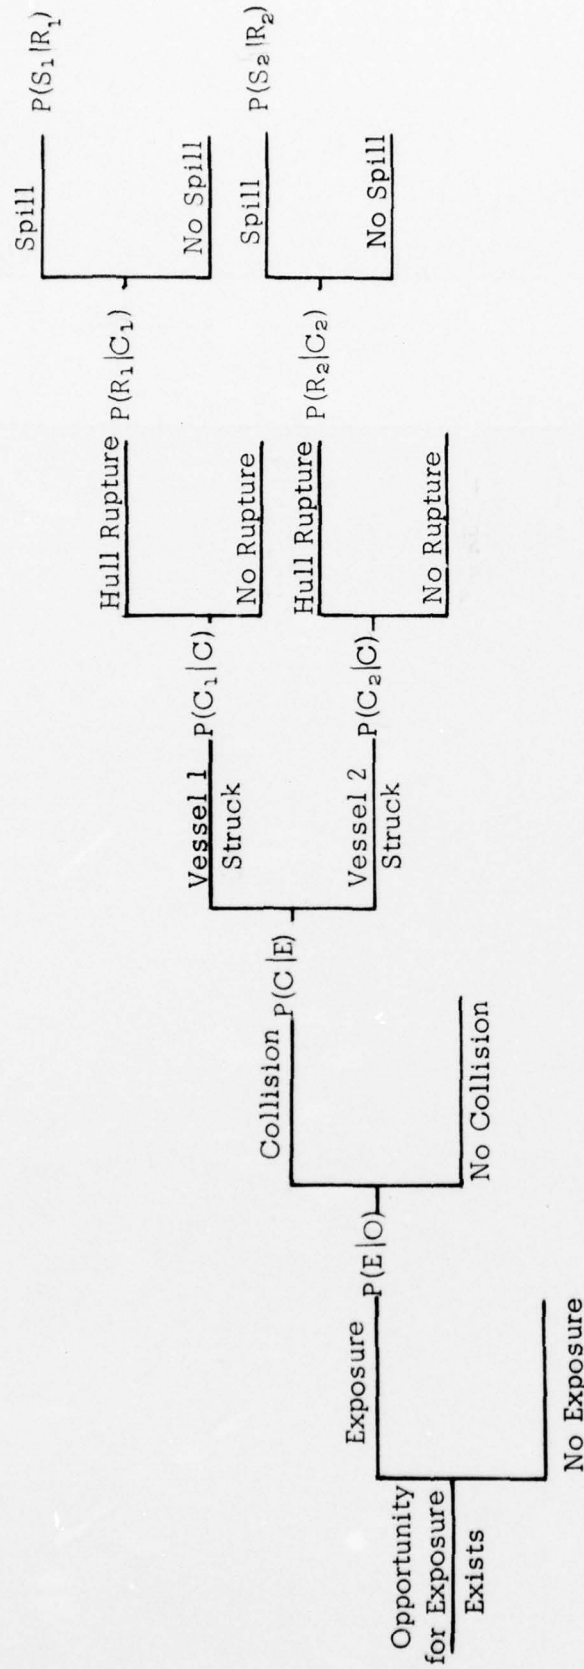 Opportunity
for Exposure
Exists
Exposure
P(E|O)
No Exposure
Collision
P(C|E)
No Collision
Vessel 1
Struck
P(C₁|C)
Vessel 2
Struck
P(C₂|C)
Hull Rupture
P(R₁|C₁)
No Rupture
Hull Rupture
P(R₂|C₂)
No Rupture
Spill
P(S₁|R₁)
No Spill
Spill
P(S₂|R₂)
No Spill